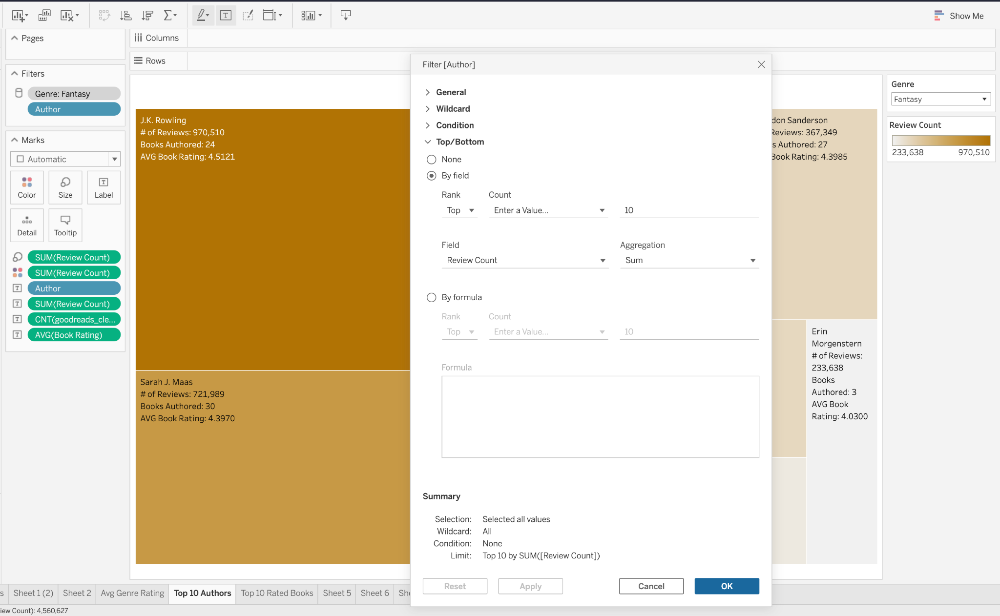 Show Me
Pages
Columns
Rows
Filters
Genre: Fantasy
Author
Marks
Automatic
Color
Size
Label
Detail
Tooltip
SUM(Review Count)
SUM(Review Count)
Author
SUM(Review Count)
CNT(goodreads_cle...
AVG(Book Rating)
J.K. Rowling
# of Reviews: 970,510
Books Authored: 24
AVG Book Rating: 4.5121
Sarah J. Maas
# of Reviews: 721,989
Books Authored: 30
AVG Book Rating: 4.3970
Filter [Author]
General
Wildcard
Condition
Top/Bottom
None
By field
Rank
Count
Top
Enter a Value...
10
Field
Aggregation
Review Count
Sum
By formula
Rank
Count
Top
Enter a Value...
10
Formula
Summary
Selection: Selected all values
Wildcard: All
Condition: None
Limit: Top 10 by SUM([Review Count])
Reset
Apply
Cancel
OK
don Sanderson
Reviews: 367,349
s Authored: 27
Book Rating: 4.3985
Erin
Morgenstern
# of Reviews:
233,638
Books
Authored: 3
AVG Book
Rating: 4.0300
Genre
Fantasy
Review Count
233,638
970,510
s
Sheet 1 (2)
Sheet 2
Avg Genre Rating
Top 10 Authors
Top 10 Rated Books
Sheet 5
Sheet 6
She
iew Count): 4,560,627